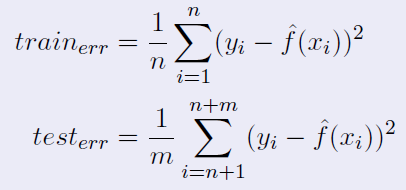 train_{err} = \frac{1}{n} \sum_{i=1}^{n} (y_i - \hat{f}(x_i))^2
test_{err} = \frac{1}{m} \sum_{i=n+1}^{n+m} (y_i - \hat{f}(x_i))^2